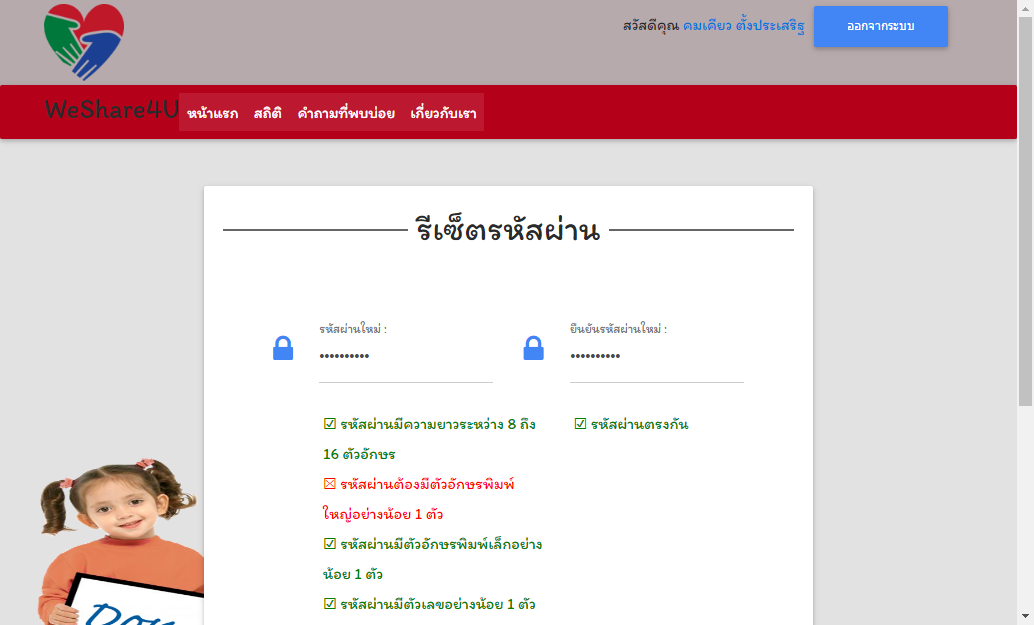 สวัสดีคุณ คมเคียว ตั้งประเสริฐ
ออกจากระบบ
WeShare4U
หน้าแรก สถิติ คำถามที่พบบ่อย เกี่ยวกับเรา
รีเซ็ตรหัสผ่าน
รหัสผ่านใหม่ :
ยืนยันรหัสผ่านใหม่ :
••••••••••
••••••••••
☑ รหัสผ่านมีความยาวระหว่าง 8 ถึง
16 ตัวอักษร
☒ รหัสผ่านต้องมีตัวอักษรพิมพ์
ใหญ่อย่างน้อย 1 ตัว
☑ รหัสผ่านมีตัวอักษรพิมพ์เล็กอย่าง
น้อย 1 ตัว
☑ รหัสผ่านมีตัวเลขอย่างน้อย 1 ตัว
☑ รหัสผ่านตรงกัน